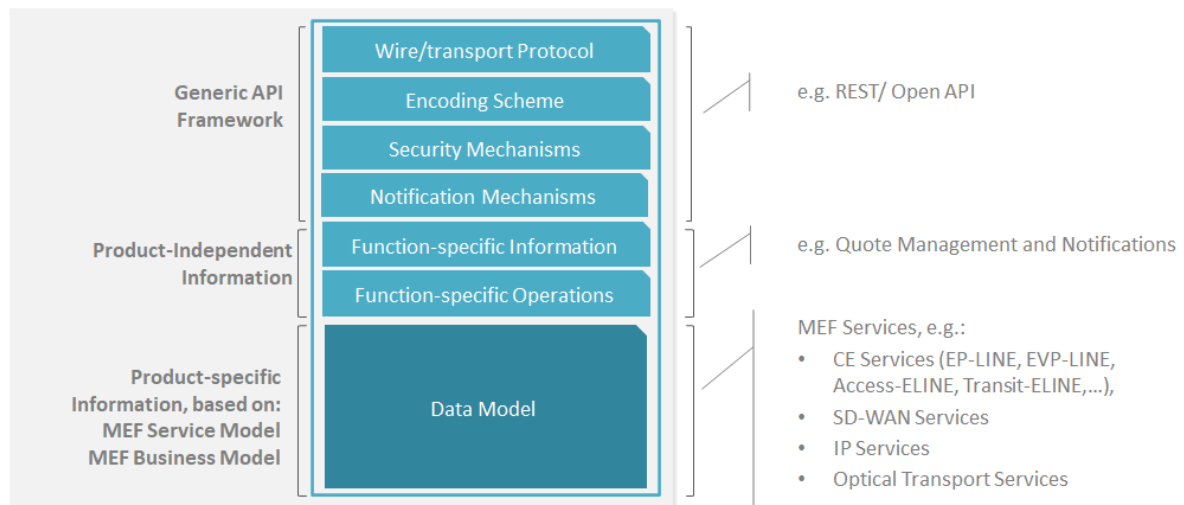 Wire/transport Protocol
Encoding Scheme
Security Mechanisms
Notification Mechanisms
Function-specific Information
Function-specific Operations
Data Model
Generic API
Framework
Product-Independent
Information
Product-specific
Information, based on:
MEF Service Model
MEF Business Model
e.g. REST/ Open API
e.g. Quote Management and Notifications
MEF Services, e.g.:
• CE Services (EP-LINE, EVP-LINE,
Access-ELINE, Transit-ELINE,...),
• SD-WAN Services
• IP Services
• Optical Transport Services